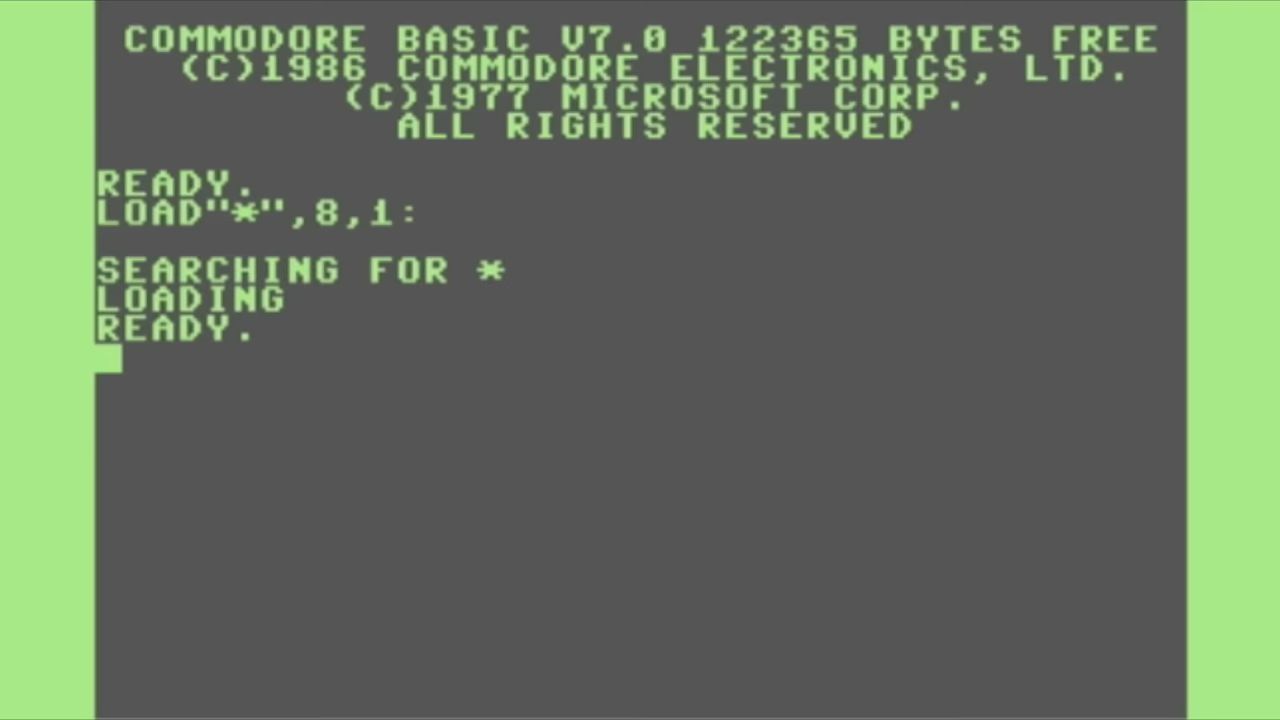 COMMODORE BASIC V7.0 122365 BYTES FREE
(C)1986 COMMODORE ELECTRONICS, LTD.
(C)1977 MICROSOFT CORP.
ALL RIGHTS RESERVED
READY.
LOAD"*",8,1:
SEARCHING FOR *
LOADING
READY.